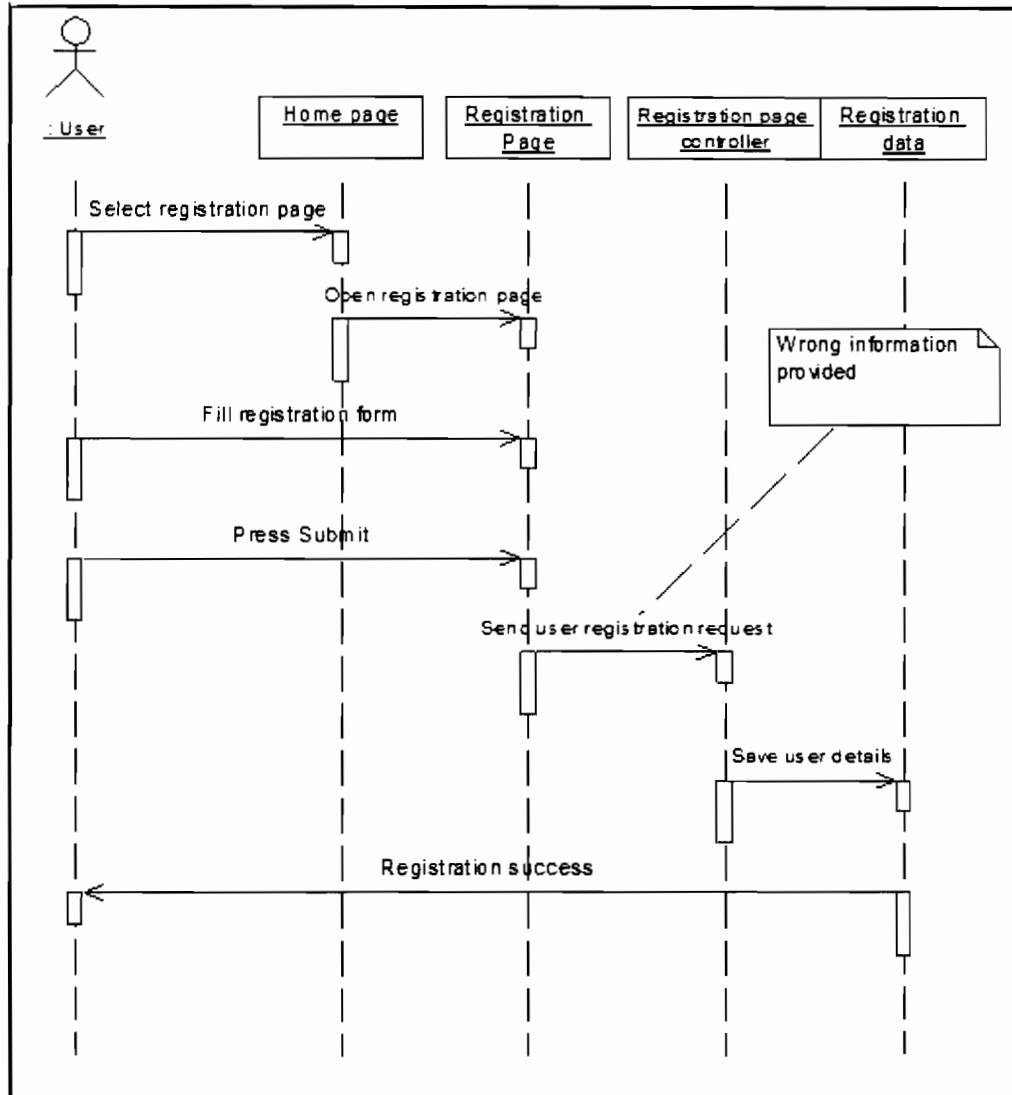 : User
Home page
Registration
Page
Registration page
controller
Registration
data
Select registration page
Open registration page
Wrong information
provided
Fill registration form
Press Submit
Send user registration request
Save user details
Registration success